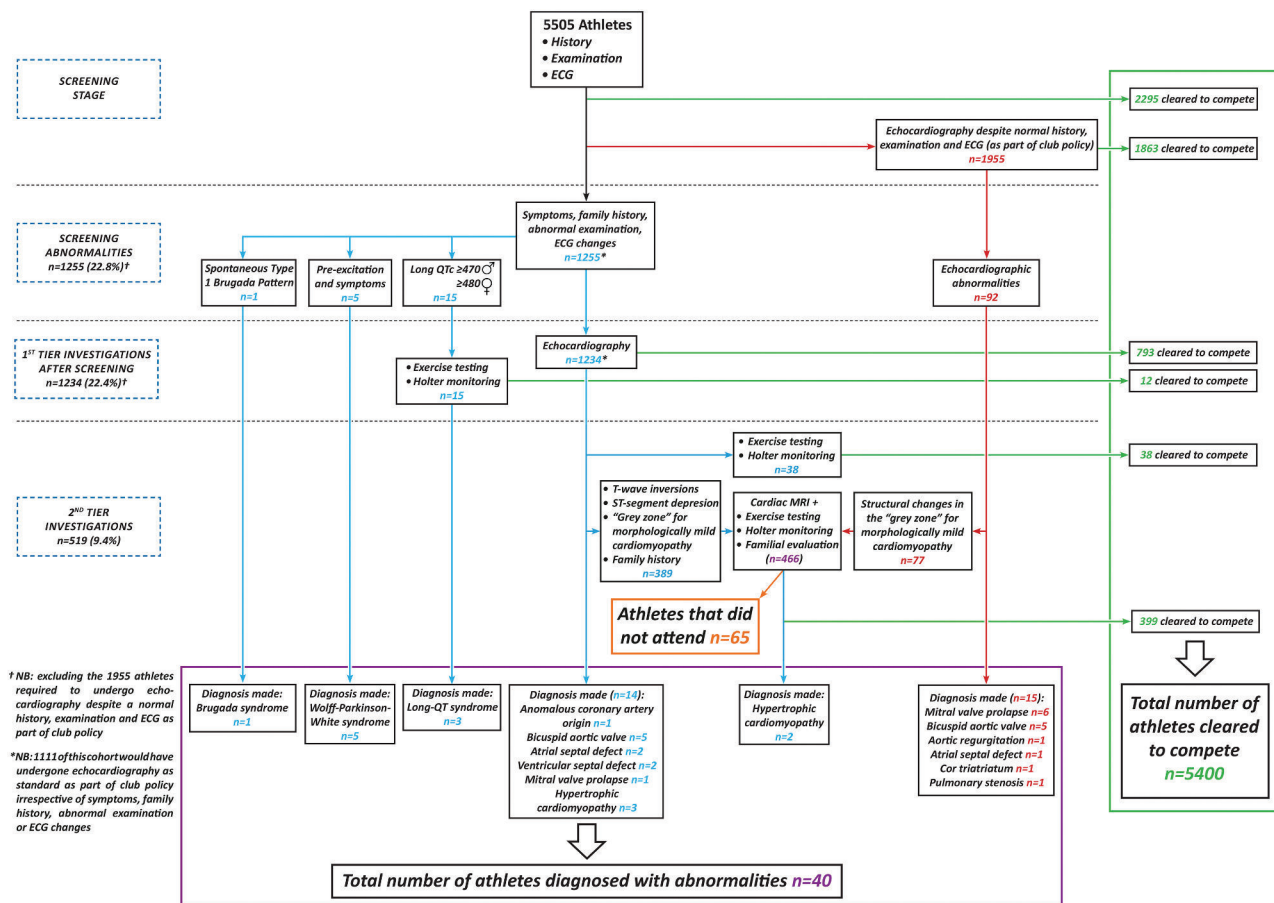 5505 Athletes
• History
• Examination
• ECG
SCREENING
STAGE
2295 cleared to compete
Echocardiography despite normal history,
examination and ECG (as part of club policy)
n=1955
1863 cleared to compete
SCREENING
ABNORMALITIES
n=1255 (22.8%)†
Symptoms, family history,
abnormal examination,
ECG changes
n=1255*
Spontaneous Type
1 Brugada Pattern
n=1
Pre-excitation
and symptoms
n=5
Long QTc ≥470♂
≥480♀
n=15
Echocardiographic
abnormalities
n=92
1ST TIER INVESTIGATIONS
AFTER SCREENING
n=1234 (22.4%)†
Echocardiography
n=1234*
793 cleared to compete
• Exercise testing
• Holter monitoring
n=15
12 cleared to compete
• Exercise testing
• Holter monitoring
n=38
38 cleared to compete
2ND TIER
INVESTIGATIONS
n=519 (9.4%)
• T-wave inversions
• ST-segment depresion
• “Grey zone” for
morphologically mild
cardiomyopathy
• Family history
n=389
Cardiac MRI +
• Exercise testing
• Holter monitoring
• Familial evaluation
(n=466)
Structural changes in
the “grey zone” for
morphologically mild
cardiomyopathy
n=77
Athletes that did
not attend n=65
399 cleared to compete
† NB: excluding the 1955 athletes
required to undergo echo-
cardiography despite a normal
history, examination and ECG as
part of club policy
*NB: 1111 of this cohort would have
undergone echocardiography as
standard as part of club policy
irrespective of symptoms, family
history, abnormal examination
or ECG changes
Diagnosis made:
Brugada syndrome
n=1
Diagnosis made:
Wolff-Parkinson-
White syndrome
n=5
Diagnosis made:
Long-QT syndrome
n=3
Diagnosis made (n=14):
Anomalous coronary artery
origin n=1
Bicuspid aortic valve n=5
Atrial septal defect n=2
Ventricular septal defect n=2
Mitral valve prolapse n=1
Hypertrophic
cardiomyopathy n=3
Diagnosis made:
Hypertrophic
cardiomyopathy
n=2
Diagnosis made (n=15):
Mitral valve prolapse n=6
Bicuspid aortic valve n=5
Aortic regurgitation n=1
Atrial septal defect n=1
Cor triatriatum n=1
Pulmonary stenosis n=1
Total number of
athletes cleared
to compete
n=5400
Total number of athletes diagnosed with abnormalities n=40